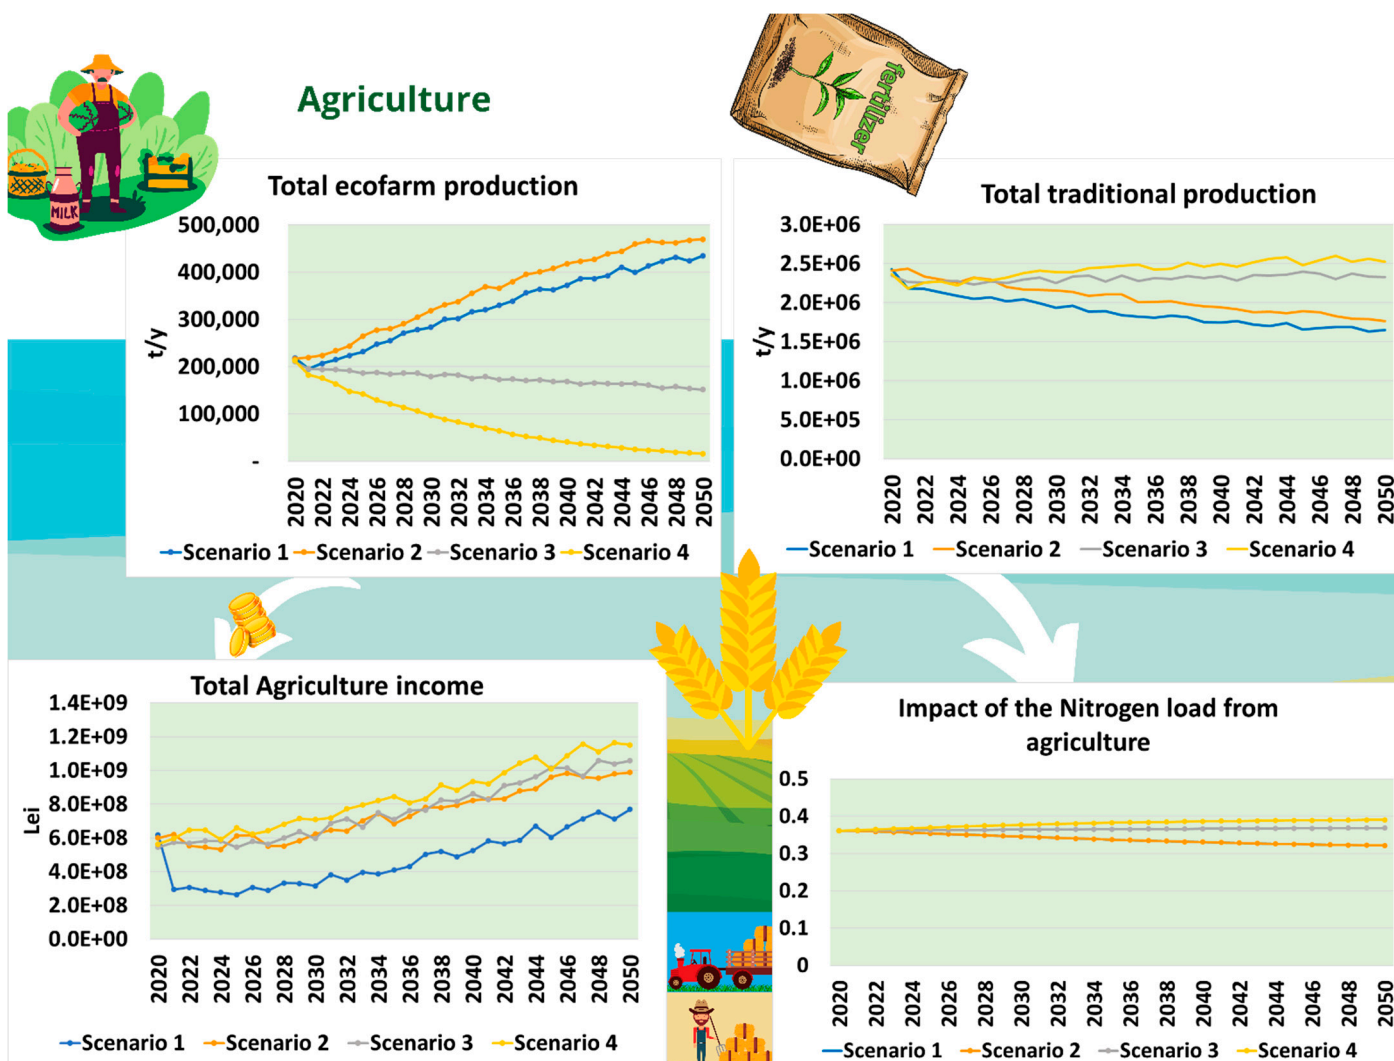 Agriculture
fertilizer
MILK
Total ecofarm production
500,000
400,000
300,000
200,000
100,000
-
t/y
2020 2022 2024 2026 2028 2030 2032 2034 2036 2038 2040 2042 2044 2046 2048 2050
Scenario 1 Scenario 2 Scenario 3 Scenario 4
Total traditional production
3.0E+06
2.5E+06
2.0E+06
1.5E+06
1.0E+06
5.0E+05
0.0E+00
t/y
2020 2022 2024 2026 2028 2030 2032 2034 2036 2038 2040 2042 2044 2046 2048 2050
Scenario 1 Scenario 2 Scenario 3 Scenario 4
Total Agriculture income
1.4E+09
1.2E+09
1.0E+09
8.0E+08
6.0E+08
4.0E+08
2.0E+08
0.0E+00
Lei
2020 2022 2024 2026 2028 2030 2032 2034 2036 2038 2040 2042 2044 2046 2048 2050
Scenario 1 Scenario 2 Scenario 3 Scenario 4
Impact of the Nitrogen load from
agriculture
0.5
0.4
0.3
0.2
0.1
0
2020 2022 2024 2026 2028 2030 2032 2034 2036 2038 2040 2042 2044 2046 2048 2050
Scenario 1 Scenario 2 Scenario 3 Scenario 4